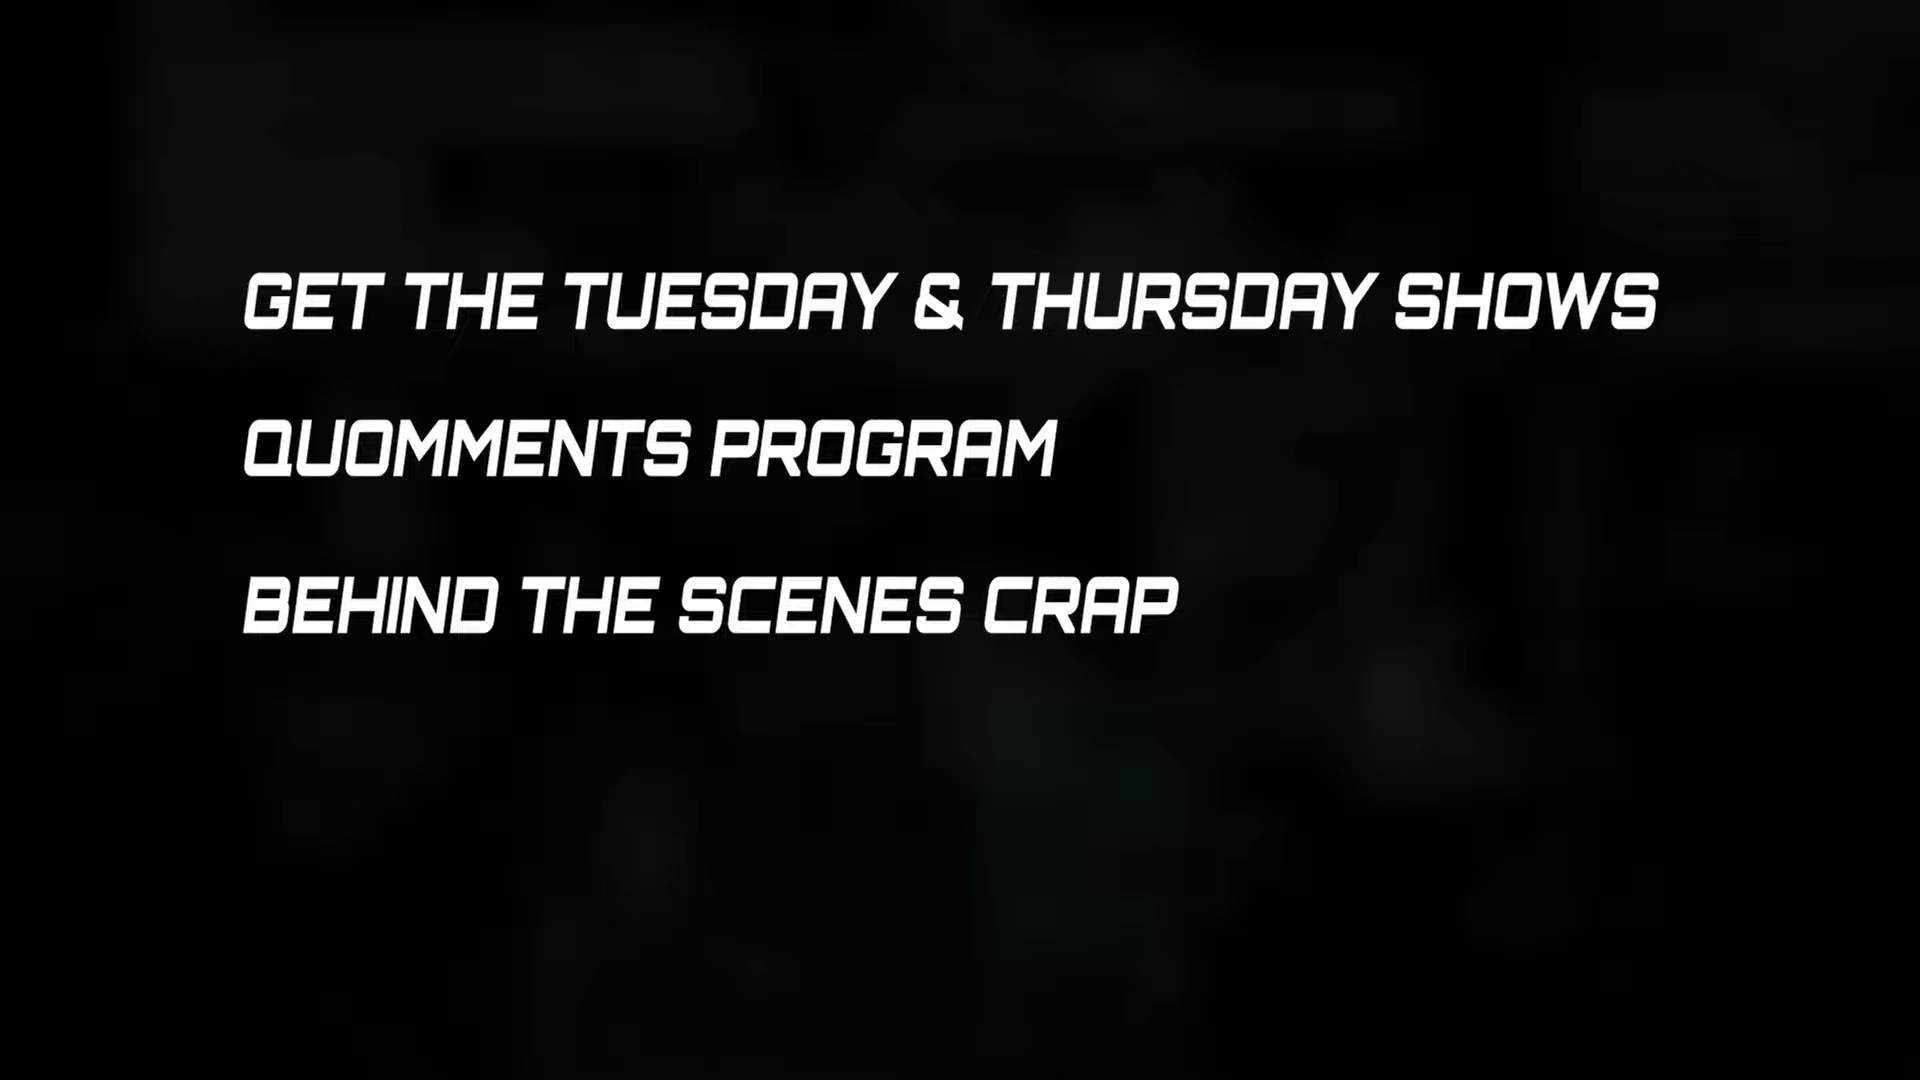 GET THE TUESDAY & THURSDAY SHOWS
QUOMMENTS PROGRAM
BEHIND THE SCENES CRAP